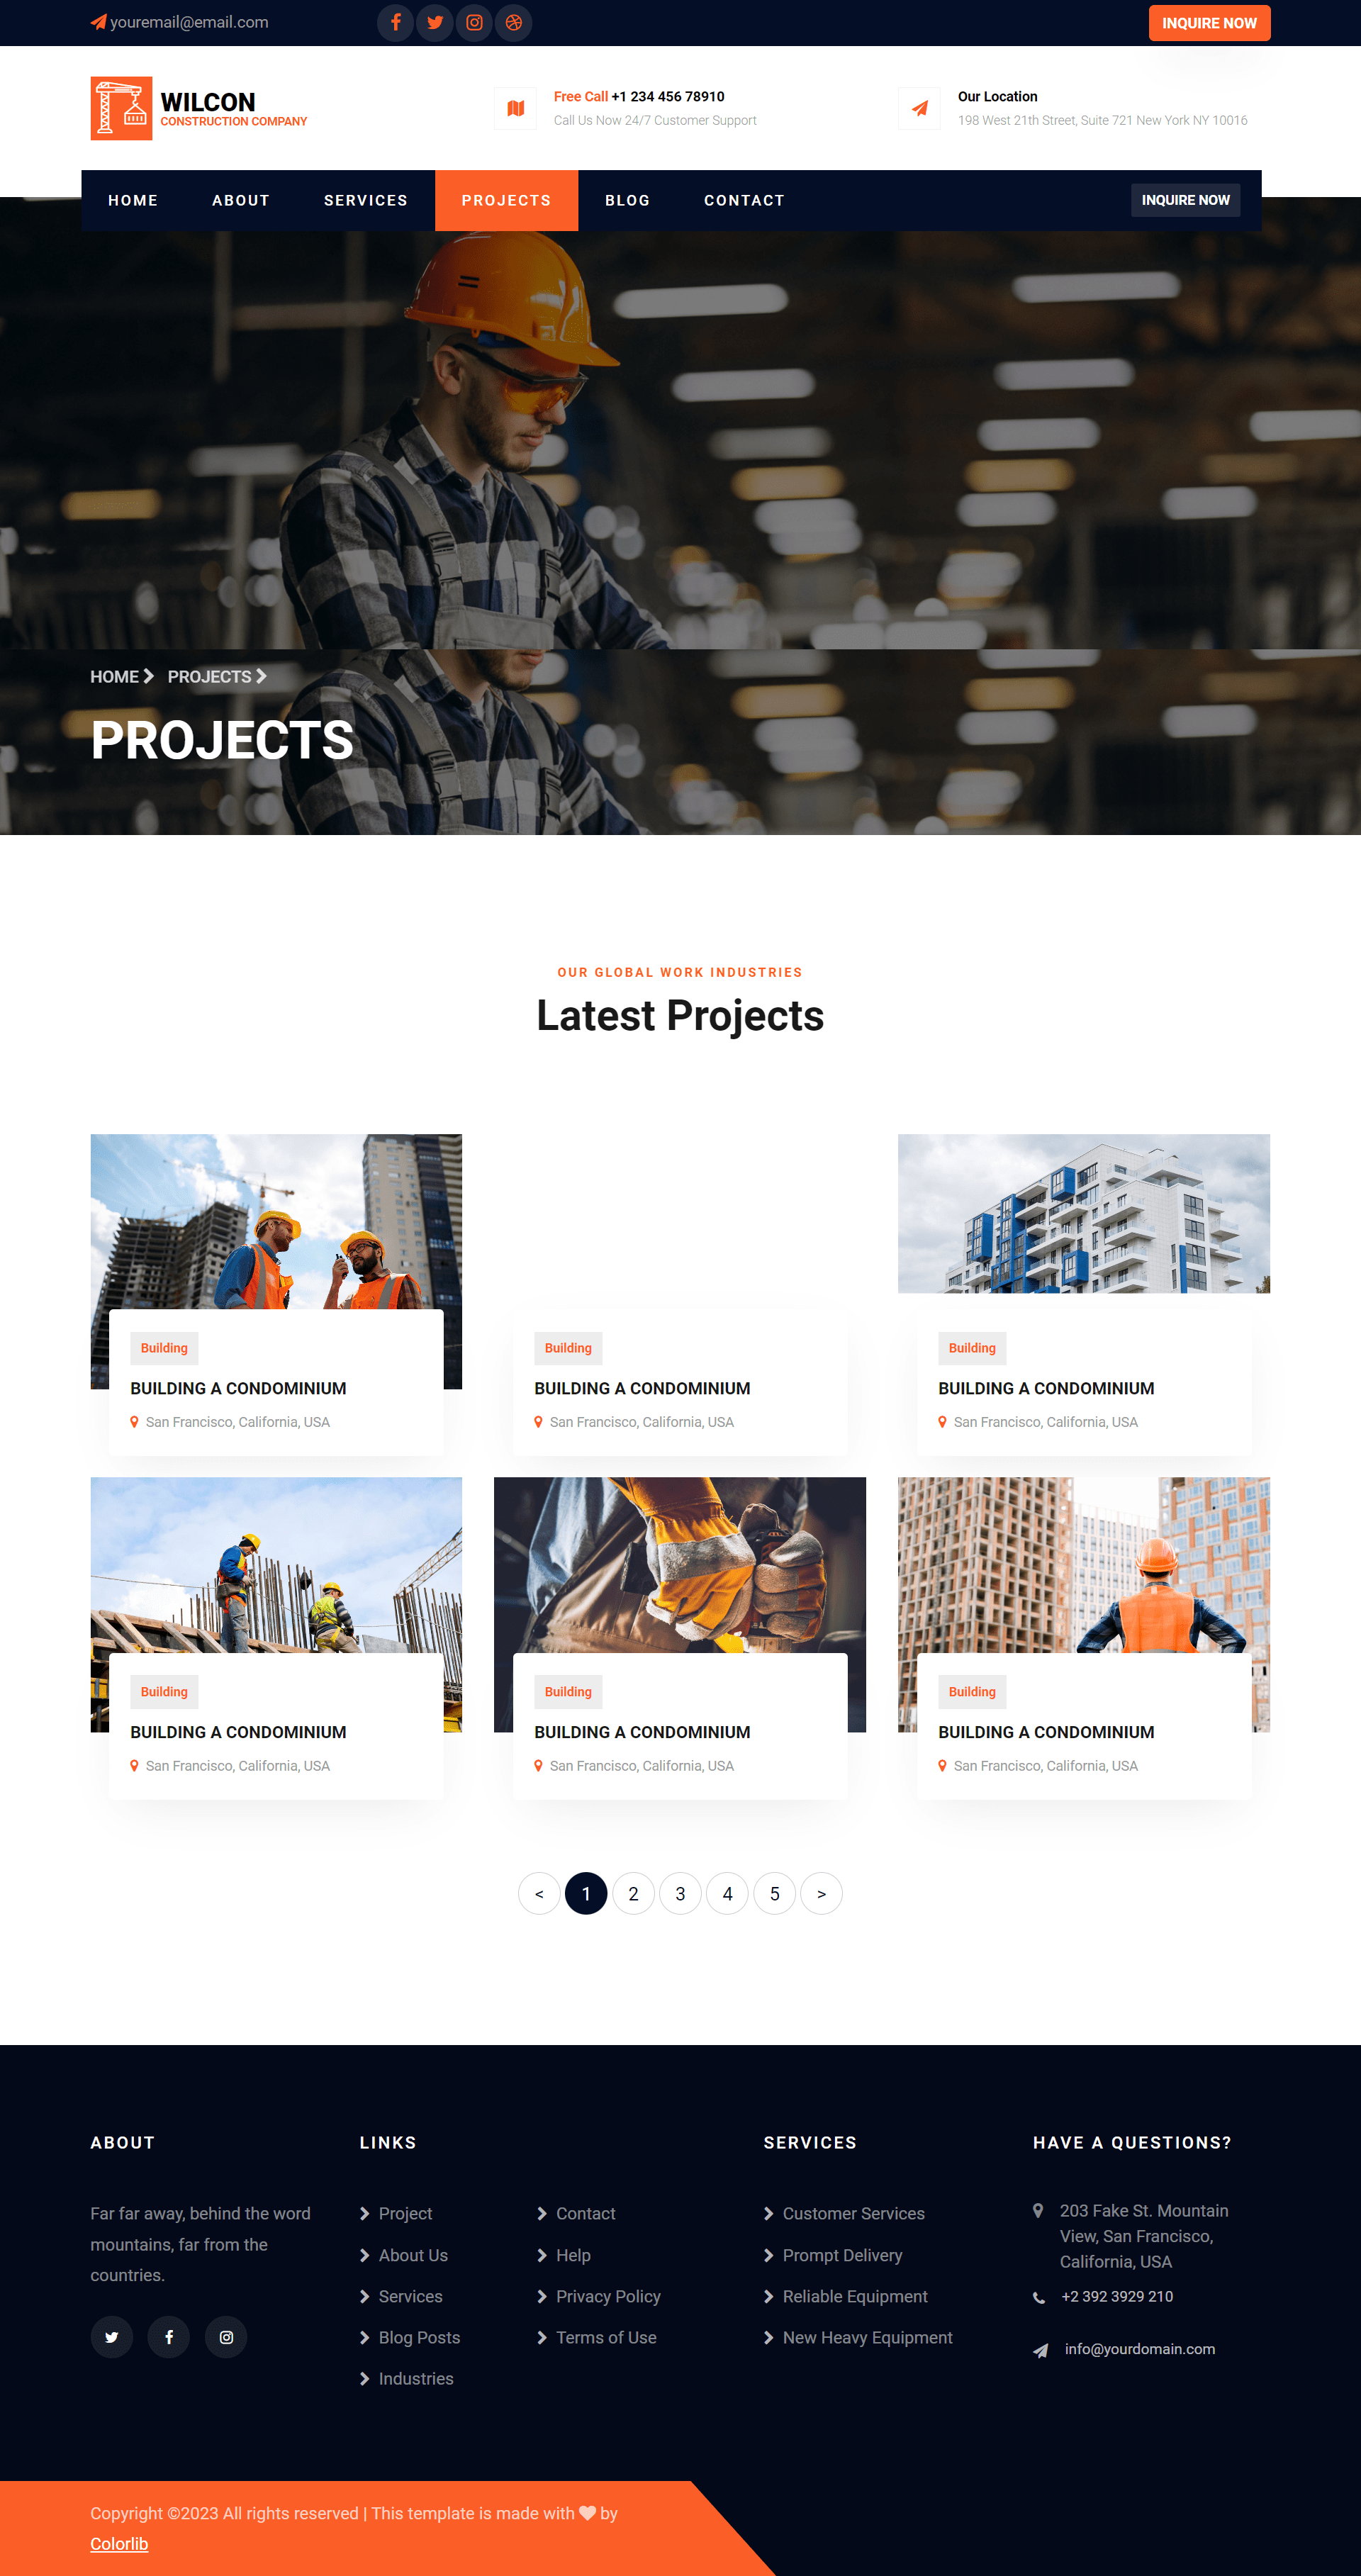 youremail@email.com
INQUIRE NOW
WILCON
CONSTRUCTION COMPANY
Free Call +1 234 456 78910
Call Us Now 24/7 Customer Support
Our Location
198 West 21th Street, Suite 721 New York NY 10016
HOME
ABOUT
SERVICES
PROJECTS
BLOG
CONTACT
INQUIRE NOW
HOME
PROJECTS
PROJECTS
OUR GLOBAL WORK INDUSTRIES
Latest Projects
Building
BUILDING A CONDOMINIUM
San Francisco, California, USA
Building
BUILDING A CONDOMINIUM
San Francisco, California, USA
Building
BUILDING A CONDOMINIUM
San Francisco, California, USA
Building
BUILDING A CONDOMINIUM
San Francisco, California, USA
Building
BUILDING A CONDOMINIUM
San Francisco, California, USA
Building
BUILDING A CONDOMINIUM
San Francisco, California, USA
< 1 2 3 4 5 >
ABOUT
Far far away, behind the word
mountains, far from the
countries.
LINKS
Project
About Us
Services
Blog Posts
Industries
Contact
Help
Privacy Policy
Terms of Use
SERVICES
Customer Services
Prompt Delivery
Reliable Equipment
New Heavy Equipment
HAVE A QUESTIONS?
203 Fake St. Mountain
View, San Francisco,
California, USA
+2 392 3929 210
info@yourdomain.com
Copyright ©2023 All rights reserved | This template is made with ♥ by
Colorlib